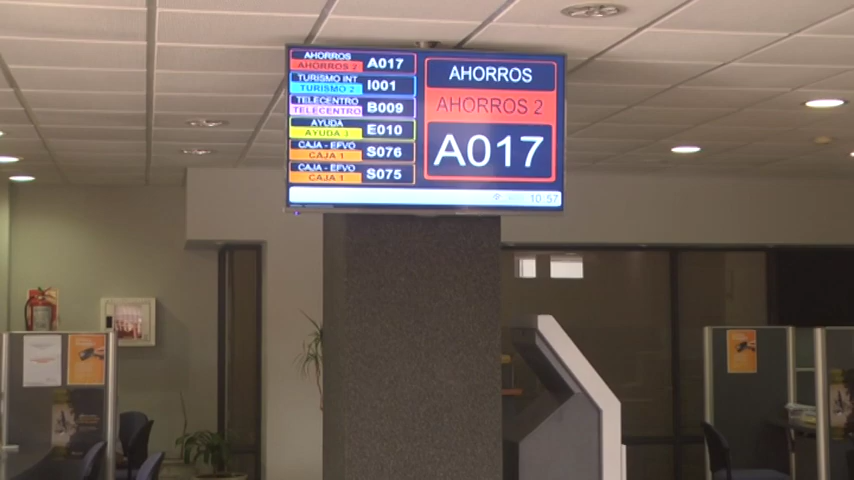 AHORROS
AHORROS 2 A017
TURISMO INT
TURISMO 2 I001
TELECENTRO
TELECENTRO B009
AYUDA
AYUDA E010
CAJA - EFVO
CAJA 1 S076
CAJA - EFVO
CAJA 1 S075
AHORROS
AHORROS 2
A017
10 57